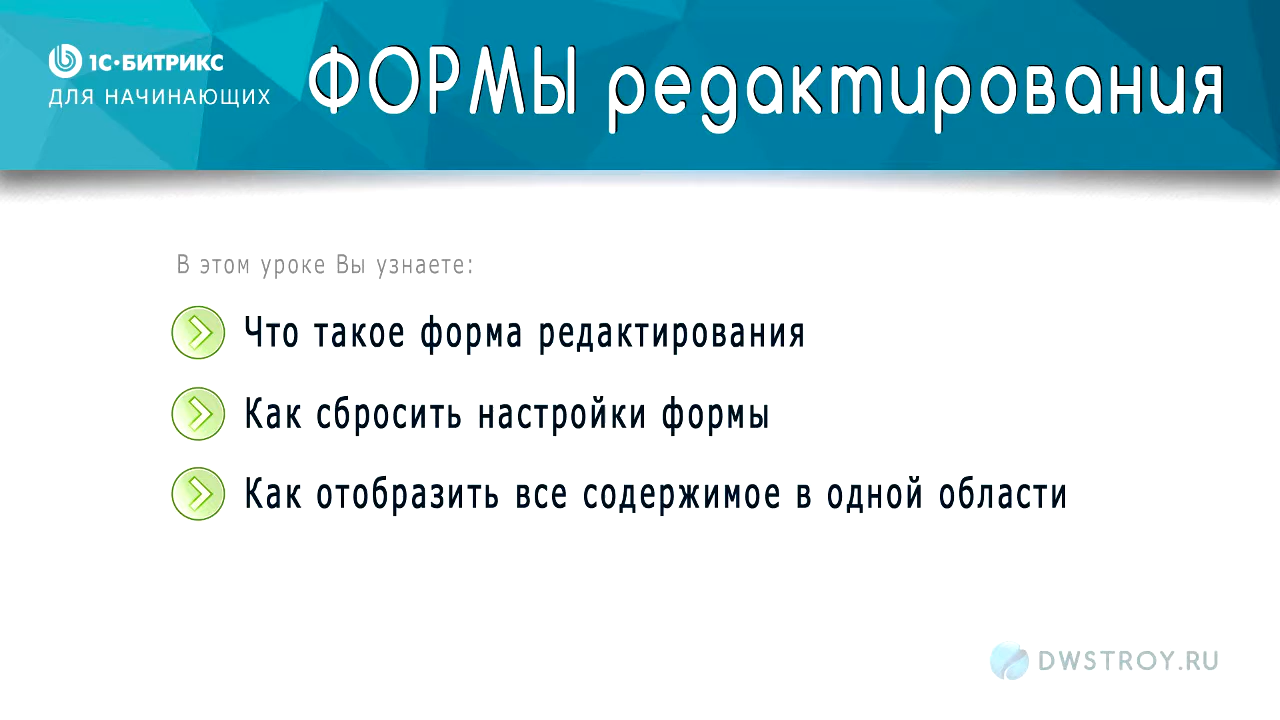 1С-БИТРИКС
ДЛЯ НАЧИНАЮЩИХ
ФОРМЫ редактирования
В этом уроке Вы узнаете:
Что такое форма редактирования
Как сбросить настройки формы
Как отобразить все содержимое в одной области
DWSTROY.RU